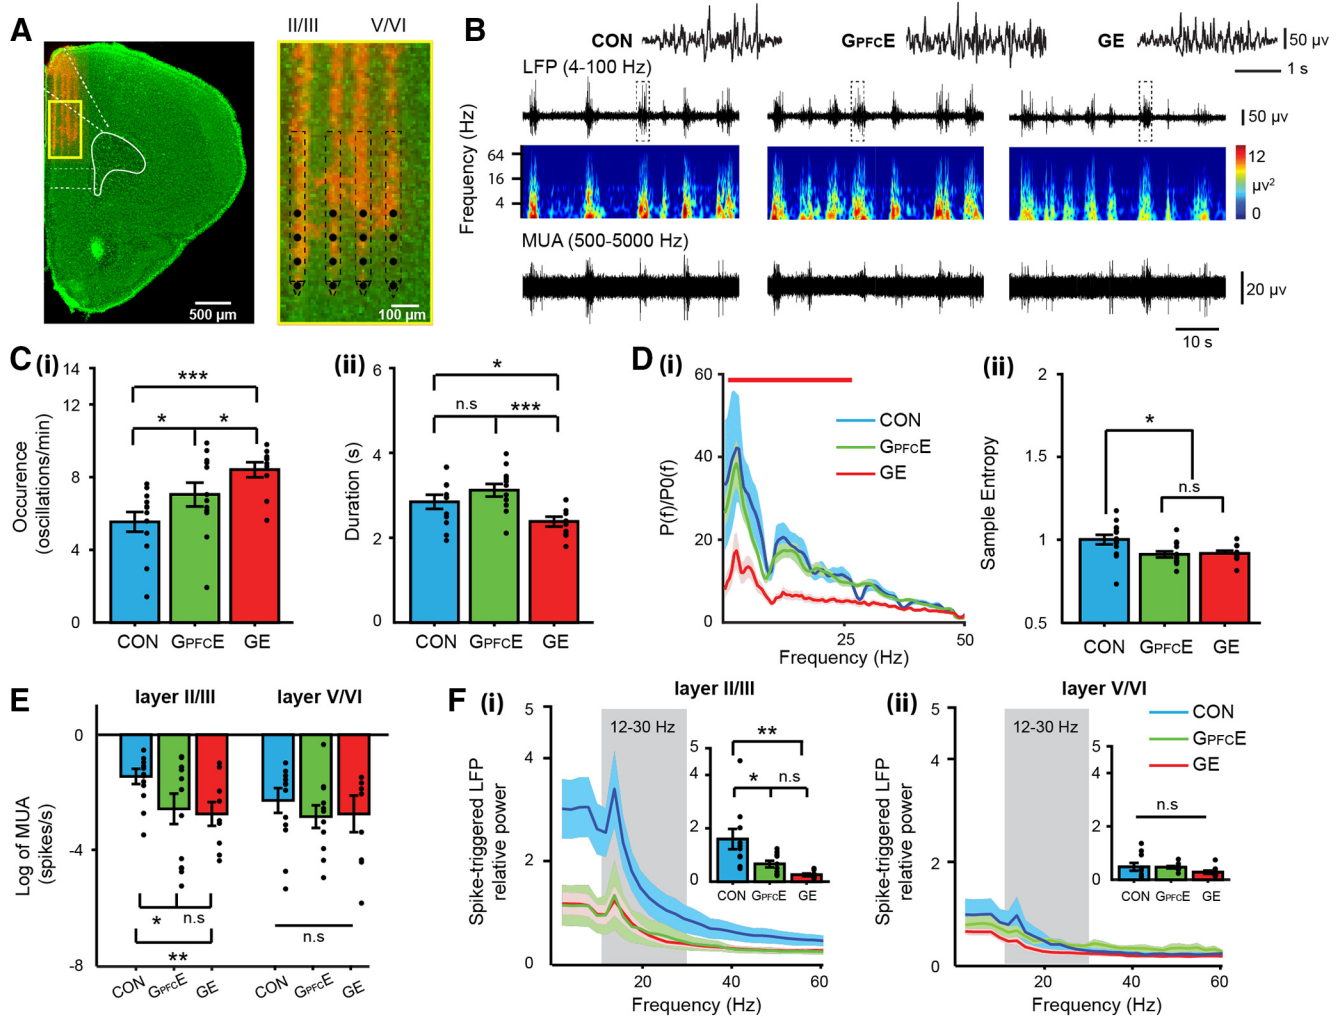 A
II/III V/VI
500 µm
100 µm
B
CON GPFCE GE
50 µv
1 s
LFP (4-100 Hz)
50 µv
Frequency (Hz)
64
16
4
12
µv²
0
MUA (500-5000 Hz)
20 µv
10 s
C (i)
Occurence
(oscillations/min)
14
12
8
4
0
***
* *
CON GPFCE GE
(ii)
Duration (s)
6
4
2
0
*
n.s ***
CON GPFCE GE
D (i)
P(f)/P0(f)
60
40
20
0
CON
GPFCE
GE
25 50
Frequency (Hz)
(ii)
Sample Entropy
2
1
0.5
*
n.s
CON GPFCE GE
E
layer II/III layer V/VI
Log of MUA
(spikes/s)
0
-4
-8
* n.s
**
n.s
CON GPFCE GE CON GPFCE GE
F (i)
layer II/III
Spike-triggered LFP
relative power
5
4
2
0
12-30 Hz
5
4
2
0
**
* n.s
CON GPFCE GE
20 40 60
Frequency (Hz)
(ii)
layer V/VI
Spike-triggered LFP
relative power
5
4
2
0
12-30 Hz
CON
GPFCE
GE
5
4
2
0
n.s
CON GPFCE GE
20 40 60
Frequency (Hz)